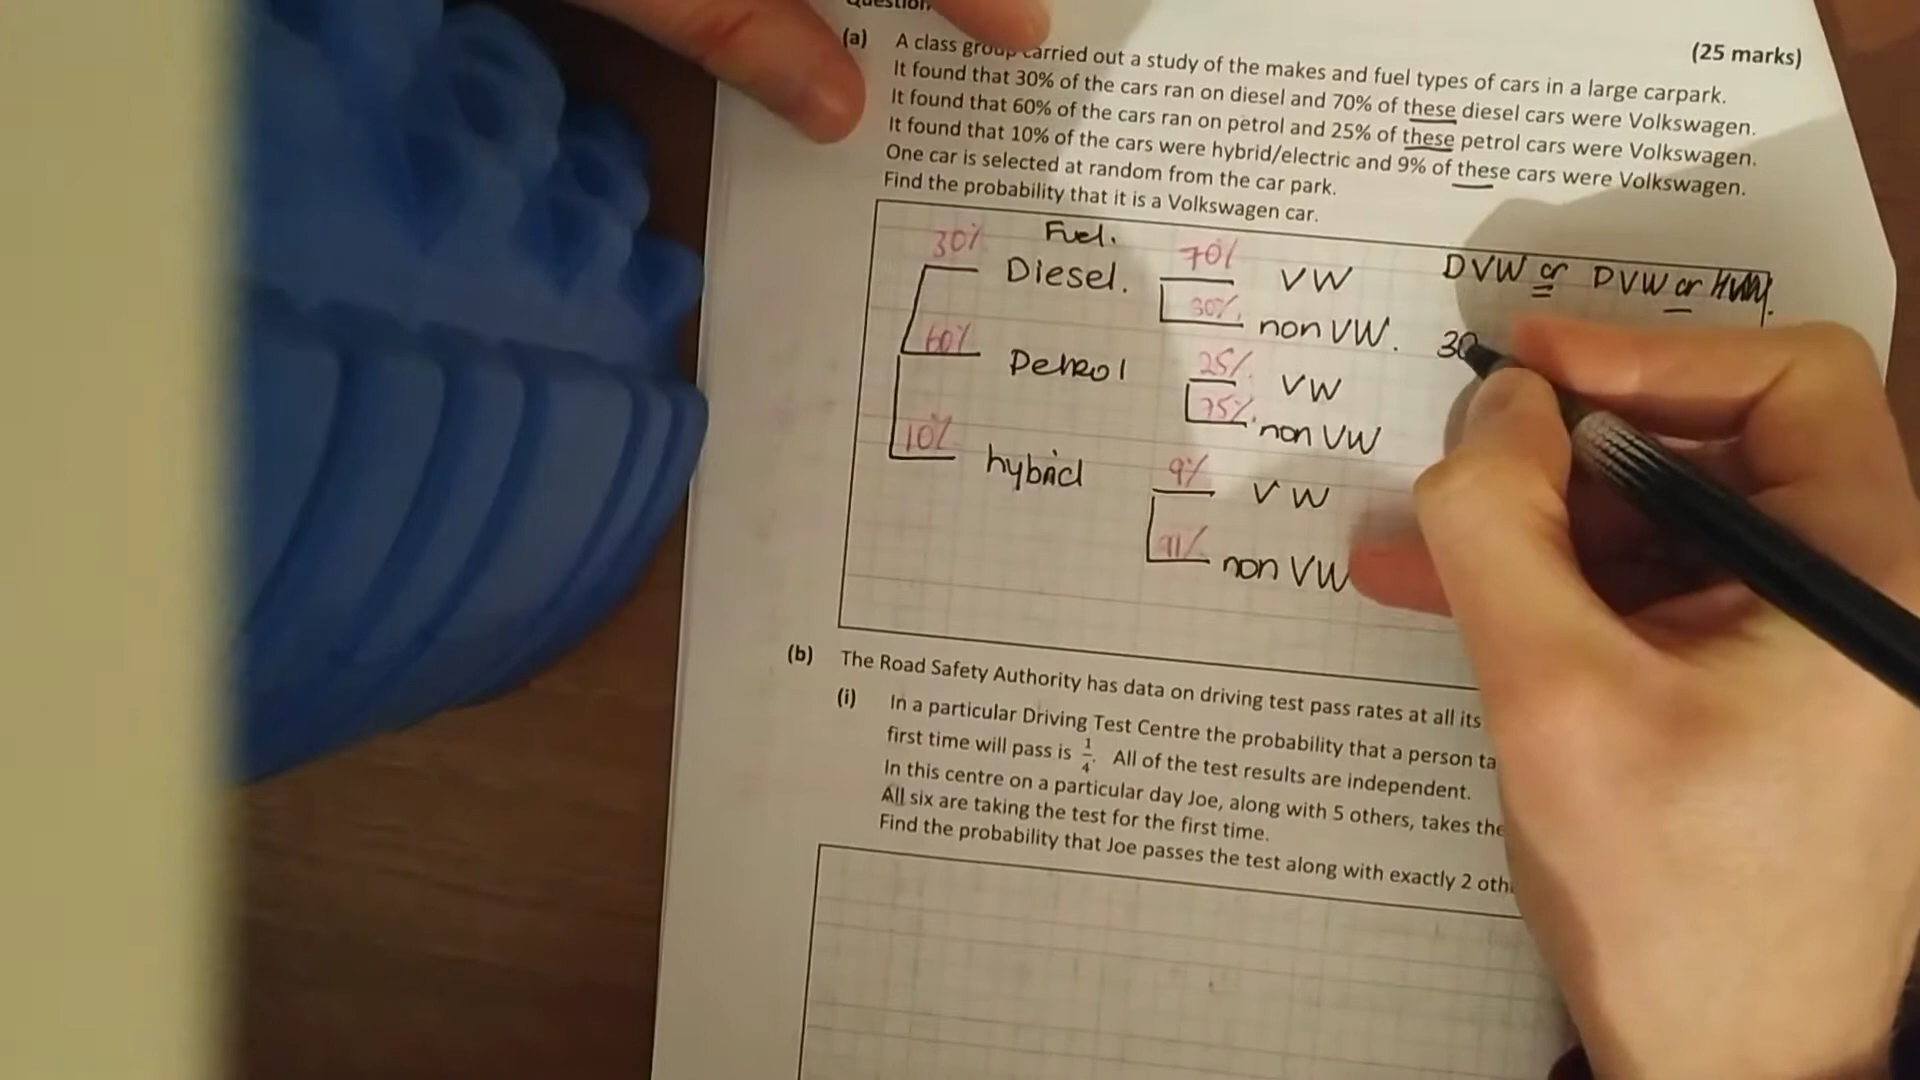 Question
(a) A class group carried out a study of the makes and fuel types of cars in a large carpark. (25 marks)
It found that 30% of the cars ran on diesel and 70% of these diesel cars were Volkswagen.
It found that 60% of the cars ran on petrol and 25% of these petrol cars were Volkswagen.
It found that 10% of the cars were hybrid/electric and 9% of these cars were Volkswagen.
One car is selected at random from the car park.
Find the probability that it is a Volkswagen car.
Fuel.
30% Diesel. 70% VW
30% non VW.
DVW or PVW or
30
60% Petrol 25% VW
75% non VW
10% hybrid 9% VW
91% non VW
(b) The Road Safety Authority has data on driving test pass rates at all its
(i) In a particular Driving Test Centre the probability that a person ta
first time will pass is 1/4. All of the test results are independent.
In this centre on a particular day Joe, along with 5 others, takes the
All six are taking the test for the first time.
Find the probability that Joe passes the test along with exactly 2 oth